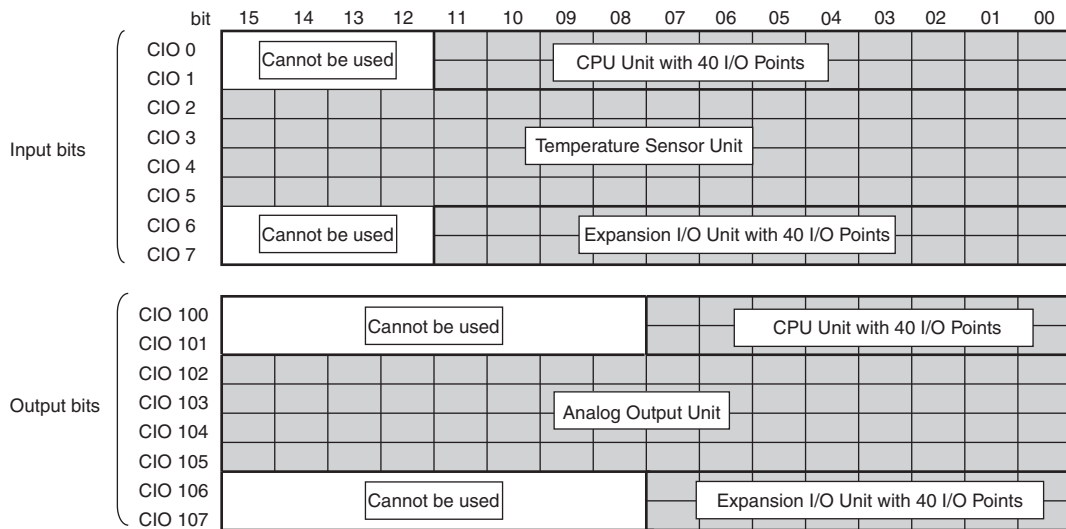 bit 15 14 13 12 11 10 09 08 07 06 05 04 03 02 01 00
Input bits
CIO 0
CIO 1
Cannot be used
CPU Unit with 40 I/O Points
CIO 2
CIO 3
CIO 4
CIO 5
Temperature Sensor Unit
CIO 6
CIO 7
Cannot be used
Expansion I/O Unit with 40 I/O Points
Output bits
CIO 100
CIO 101
Cannot be used
CPU Unit with 40 I/O Points
CIO 102
CIO 103
CIO 104
CIO 105
Analog Output Unit
CIO 106
CIO 107
Cannot be used
Expansion I/O Unit with 40 I/O Points